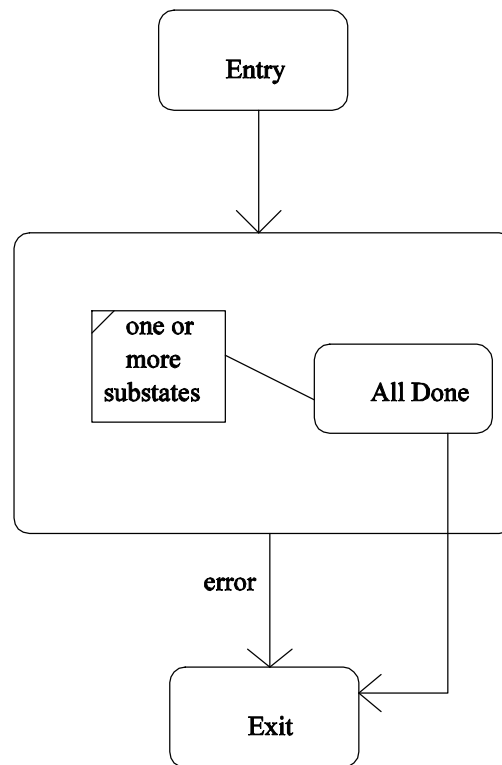 Entry
one or
more
substates
All Done
error
Exit